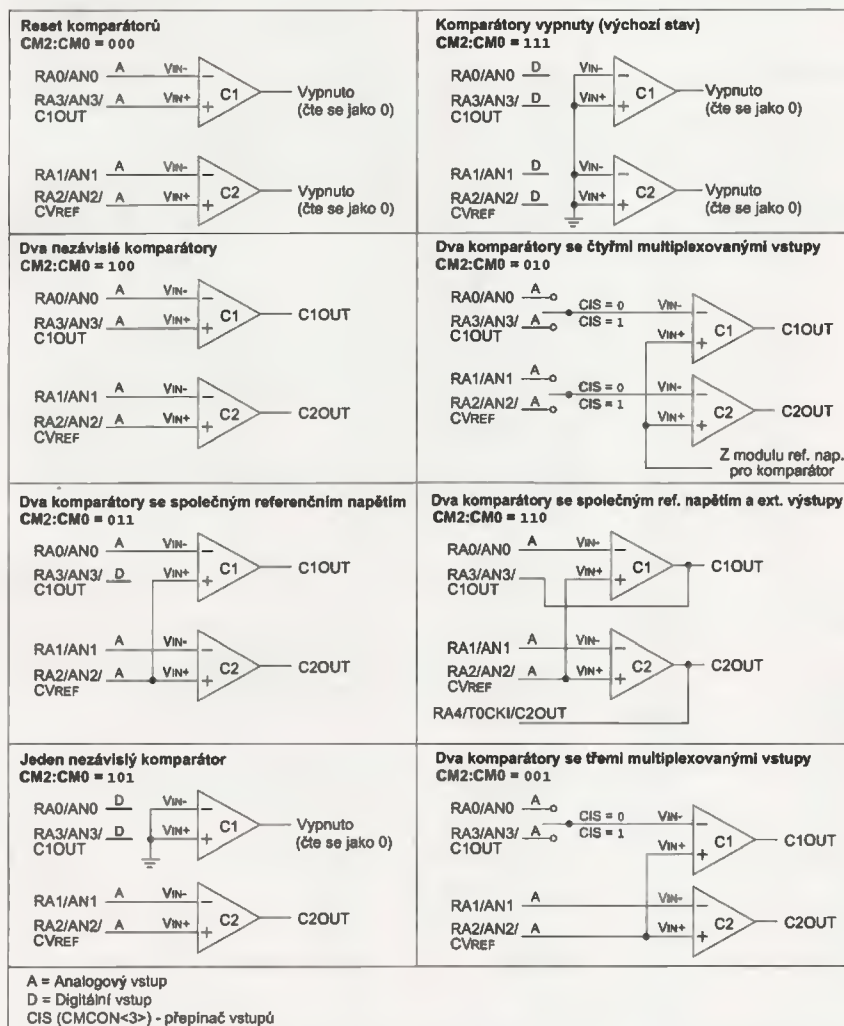 Reset komparátorů
CM2:CM0 = 000
RA0/AN0 A VIN-
RA3/AN3/ A VIN+
C1OUT
C1
Vypnuto
(čte se jako 0)
RA1/AN1 A VIN-
RA2/AN2/ A VIN+
CVREF
C2
Vypnuto
(čte se jako 0)
Komparátory vypnuty (výchozí stav)
CM2:CM0 = 111
RA0/AN0 D VIN-
RA3/AN3/ D VIN+
C1OUT
C1
Vypnuto
(čte se jako 0)
RA1/AN1 D VIN-
RA2/AN2/ D VIN+
CVREF
C2
Vypnuto
(čte se jako 0)
Dva nezávislé komparátory
CM2:CM0 = 100
RA0/AN0 A VIN-
RA3/AN3/ A VIN+
C1OUT
C1
C1OUT
RA1/AN1 A VIN-
RA2/AN2/ A VIN+
CVREF
C2
C2OUT
Dva komparátory se čtyřmi multiplexovanými vstupy
CM2:CM0 = 010
RA0/AN0 A CIS = 0 VIN-
RA3/AN3/ A CIS = 1
C1OUT
VIN+
C1
C1OUT
RA1/AN1 A CIS = 0 VIN-
RA2/AN2/ A CIS = 1
CVREF
VIN+
C2
C2OUT
Z modulu ref. nap.
pro komparátor
Dva komparátory se společným referenčním napětím
CM2:CM0 = 011
RA0/AN0 A VIN-
RA3/AN3/ D VIN+
C1OUT
C1
C1OUT
RA1/AN1 A VIN-
RA2/AN2/ A VIN+
CVREF
C2
C2OUT
Dva komparátory se společným ref. napětím a ext. výstupy
CM2:CM0 = 110
RA0/AN0 A VIN-
RA3/AN3/ VIN+
C1OUT
C1
C1OUT
RA1/AN1 A VIN-
RA2/AN2/ A VIN+
CVREF
C2
C2OUT
RA4/T0CKI/C2OUT
Jeden nezávislý komparátor
CM2:CM0 = 101
RA0/AN0 D VIN-
RA3/AN3/ D VIN+
C1OUT
C1
Vypnuto
(čte se jako 0)
RA1/AN1 A VIN-
RA2/AN2/ A VIN+
CVREF
C2
C2OUT
Dva komparátory se třemi multiplexovanými vstupy
CM2:CM0 = 001
RA0/AN0 A CIS = 0 VIN-
RA3/AN3/ A CIS = 1
C1OUT
VIN+
C1
C1OUT
RA1/AN1 A VIN-
RA2/AN2/ A VIN+
CVREF
C2
C2OUT
A = Analogový vstup
D = Digitální vstup
CIS (CMCON<3>) - přepínač vstupů